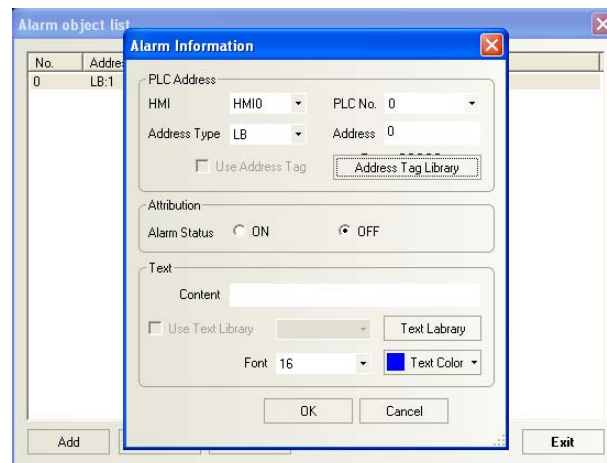 Alarm object list
Alarm Information
No.
0 LB:1
PLC Address
HMI HMI0 PLC No. 0
Address Type LB Address 0
Use Address Tag Address Tag Library
Attribution
Alarm Status ON OFF
Text
Content
Use Text Library Text Labrary
Font 16 Text Color
OK Cancel
Add Exit